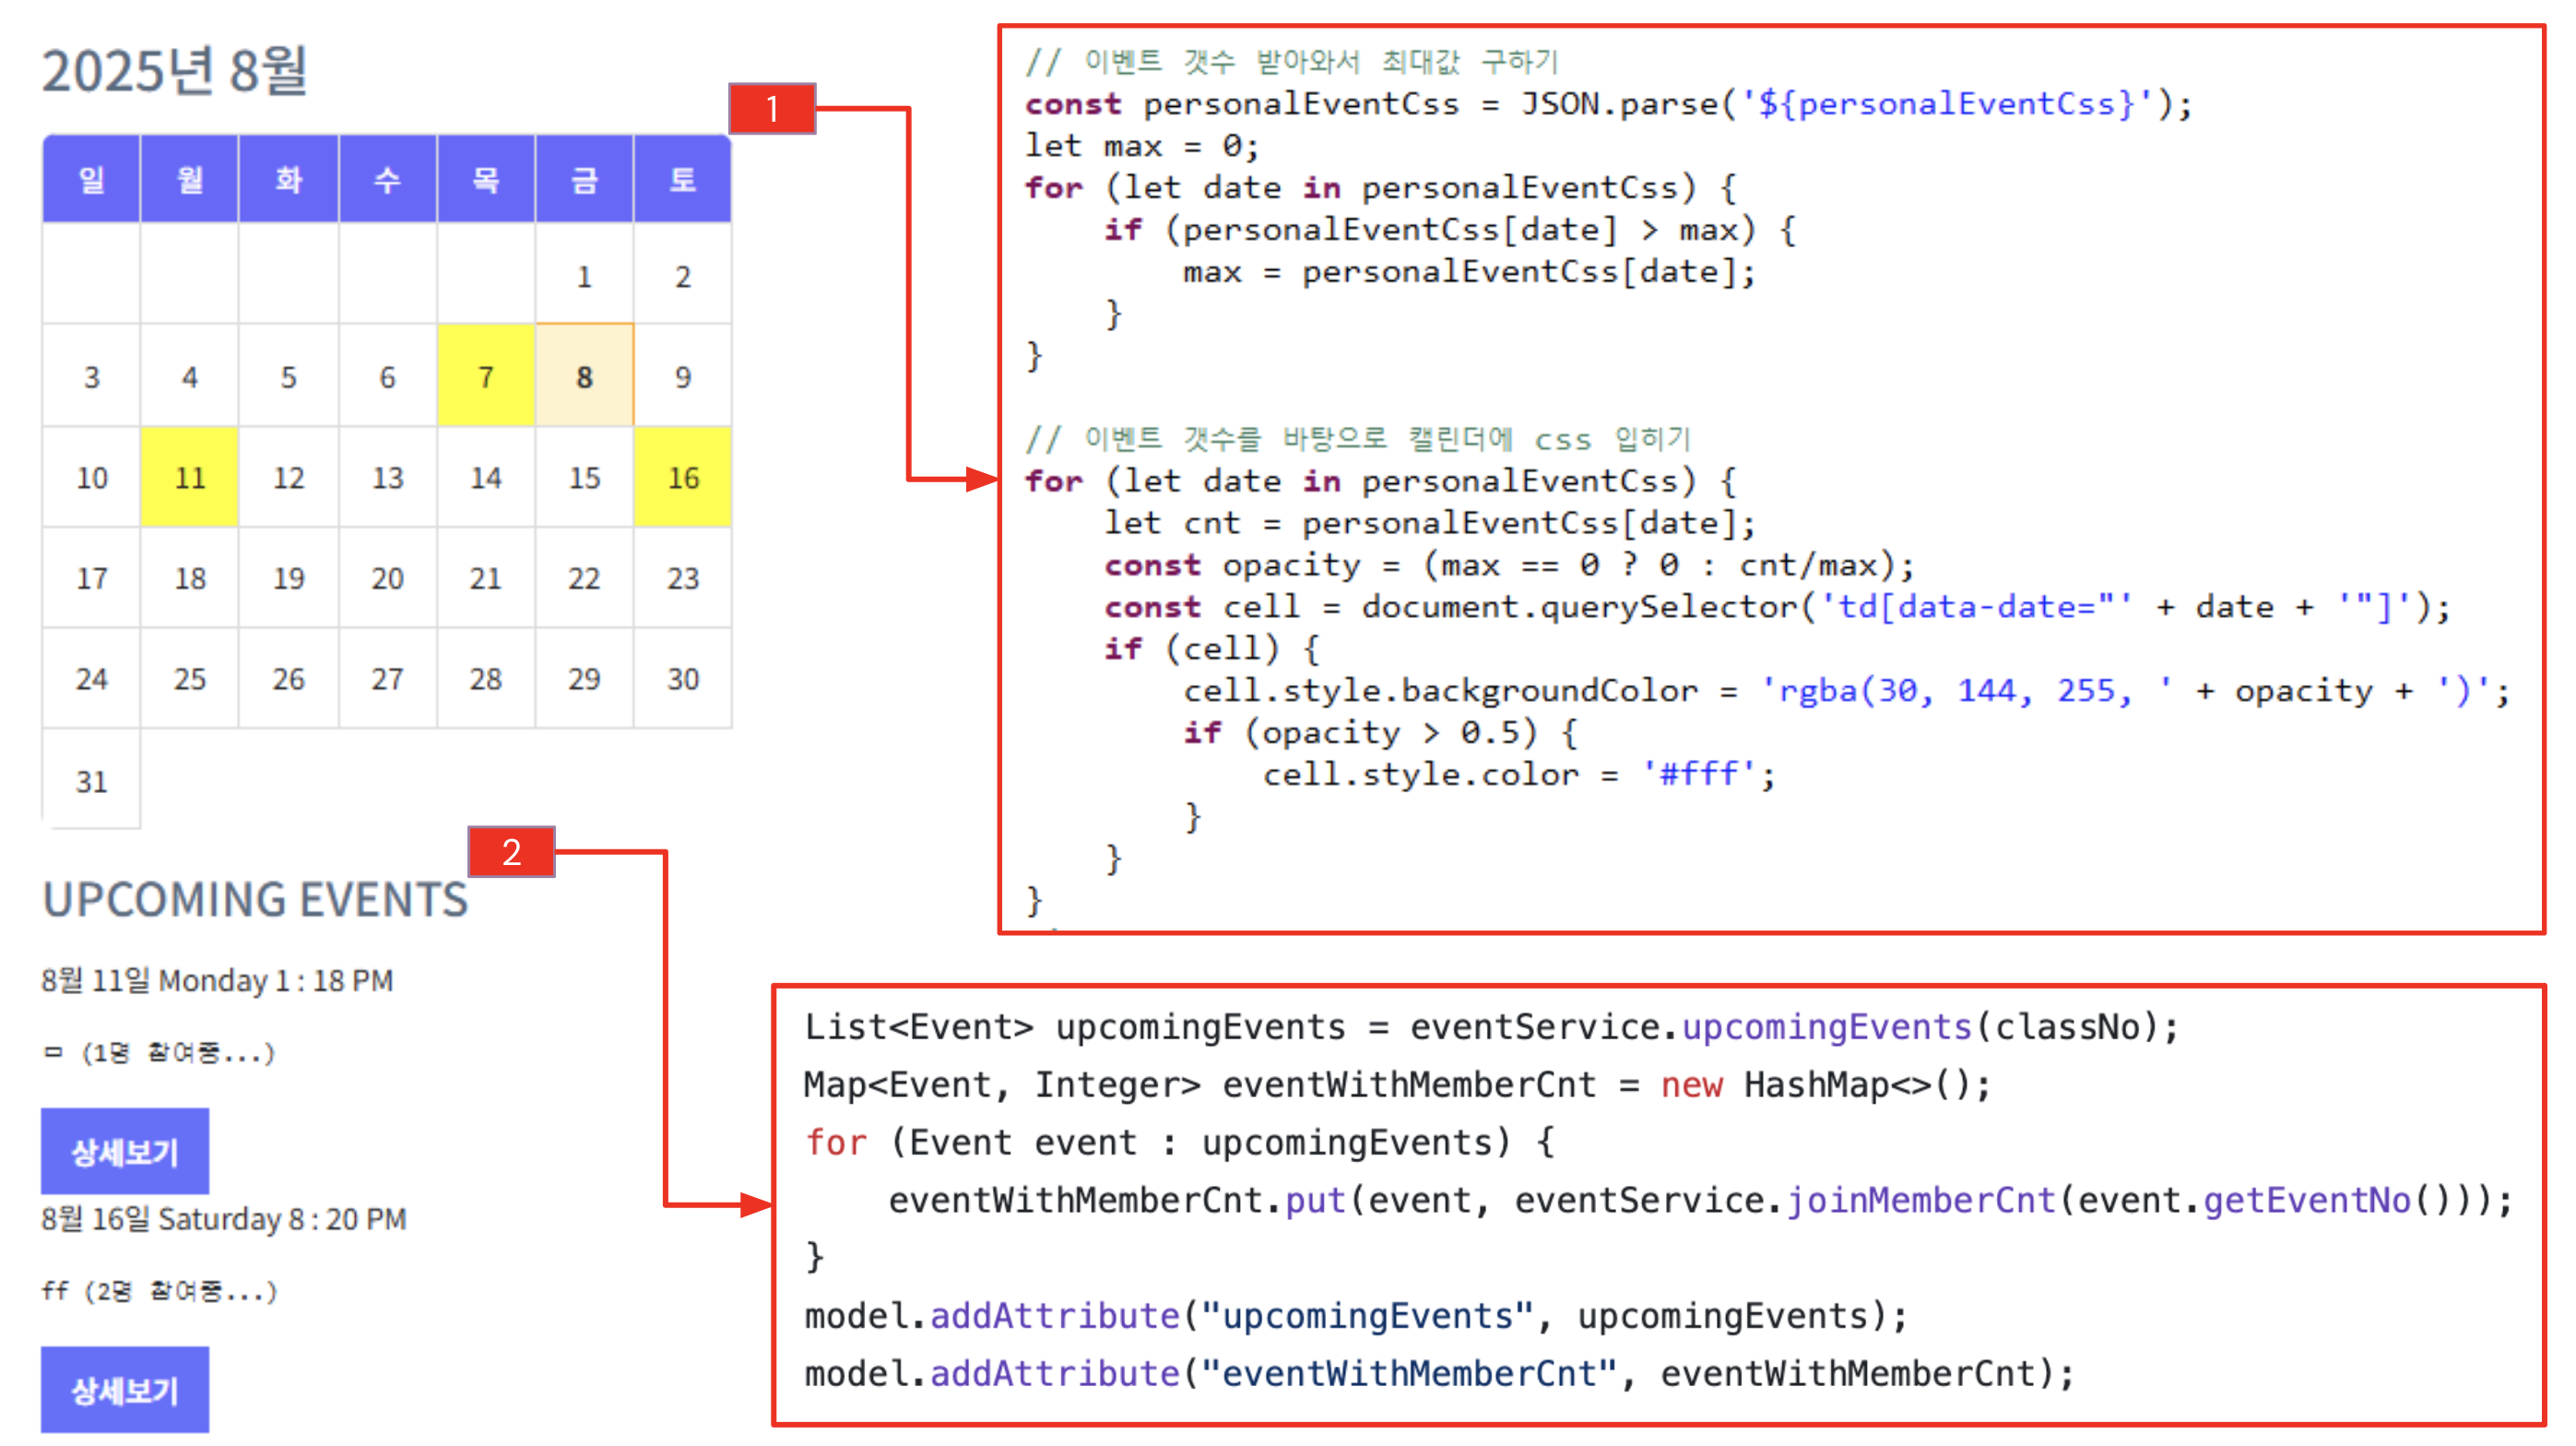 2025년 8월
일 월 화 수 목 금 토
1 2
3 4 5 6 7 8 9
10 11 12 13 14 15 16
17 18 19 20 21 22 23
24 25 26 27 28 29 30
31
1
// 이벤트 갯수 받아와서 최대값 구하기
const personalEventCss = JSON.parse('${personalEventCss}');
let max = 0;
for (let date in personalEventCss) {
    if (personalEventCss[date] > max) {
        max = personalEventCss[date];
    }
}
// 이벤트 갯수를 바탕으로 캘린더에 css 입히기
for (let date in personalEventCss) {
    let cnt = personalEventCss[date];
    const opacity = (max == 0 ? 0 : cnt/max);
    const cell = document.querySelector('td[data-date="' + date + '"]');
    if (cell) {
        cell.style.backgroundColor = 'rgba(30, 144, 255, ' + opacity + ')';
        if (opacity > 0.5) {
            cell.style.color = '#fff';
        }
    }
}
2
UPCOMING EVENTS
8월 11일 Monday 1 : 18 PM
ㅁ (1명 참여중...)
상세보기
8월 16일 Saturday 8 : 20 PM
ff (2명 참여중...)
상세보기
List<Event> upcomingEvents = eventService.upcomingEvents(classNo);
Map<Event, Integer> eventWithMemberCnt = new HashMap<>();
for (Event event : upcomingEvents) {
    eventWithMemberCnt.put(event, eventService.joinMemberCnt(event.getEventNo()));
}
model.addAttribute("upcomingEvents", upcomingEvents);
model.addAttribute("eventWithMemberCnt", eventWithMemberCnt);